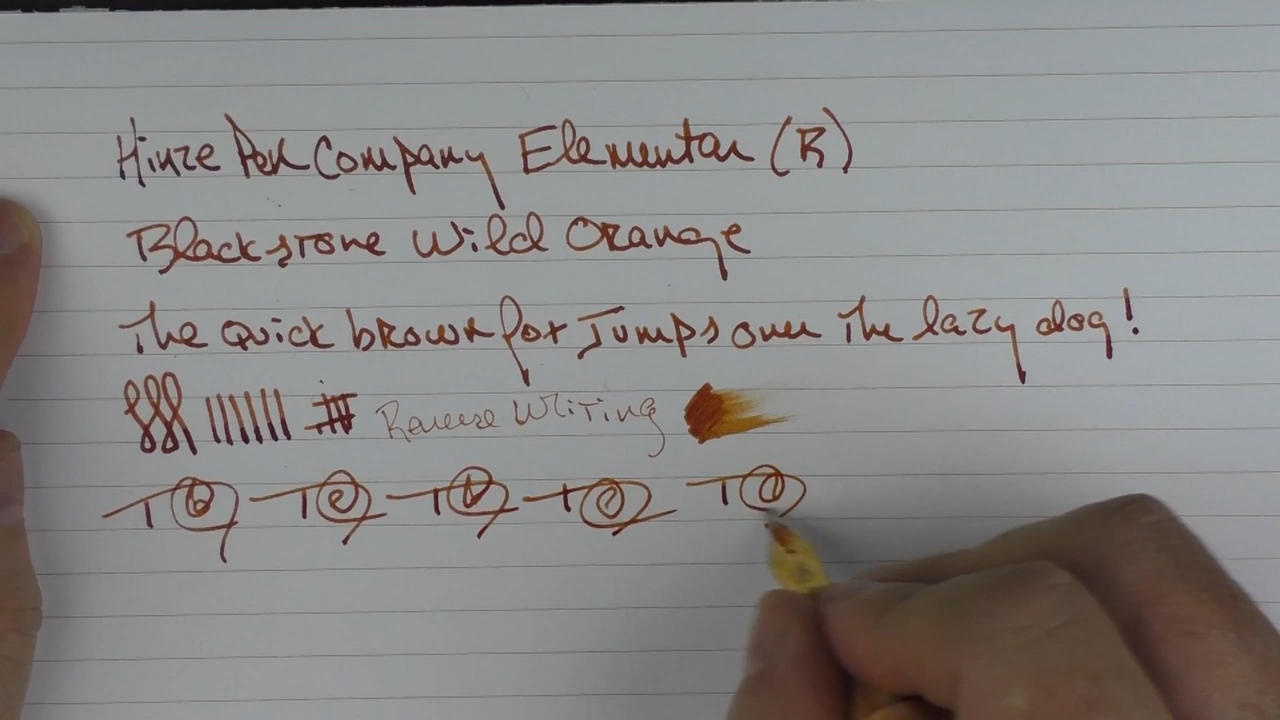 Hinze Pen Company Elementar (R)
Blackstone Wild Orange
The quick brown fox Jumps over The lazy dog!
Reverse Writing